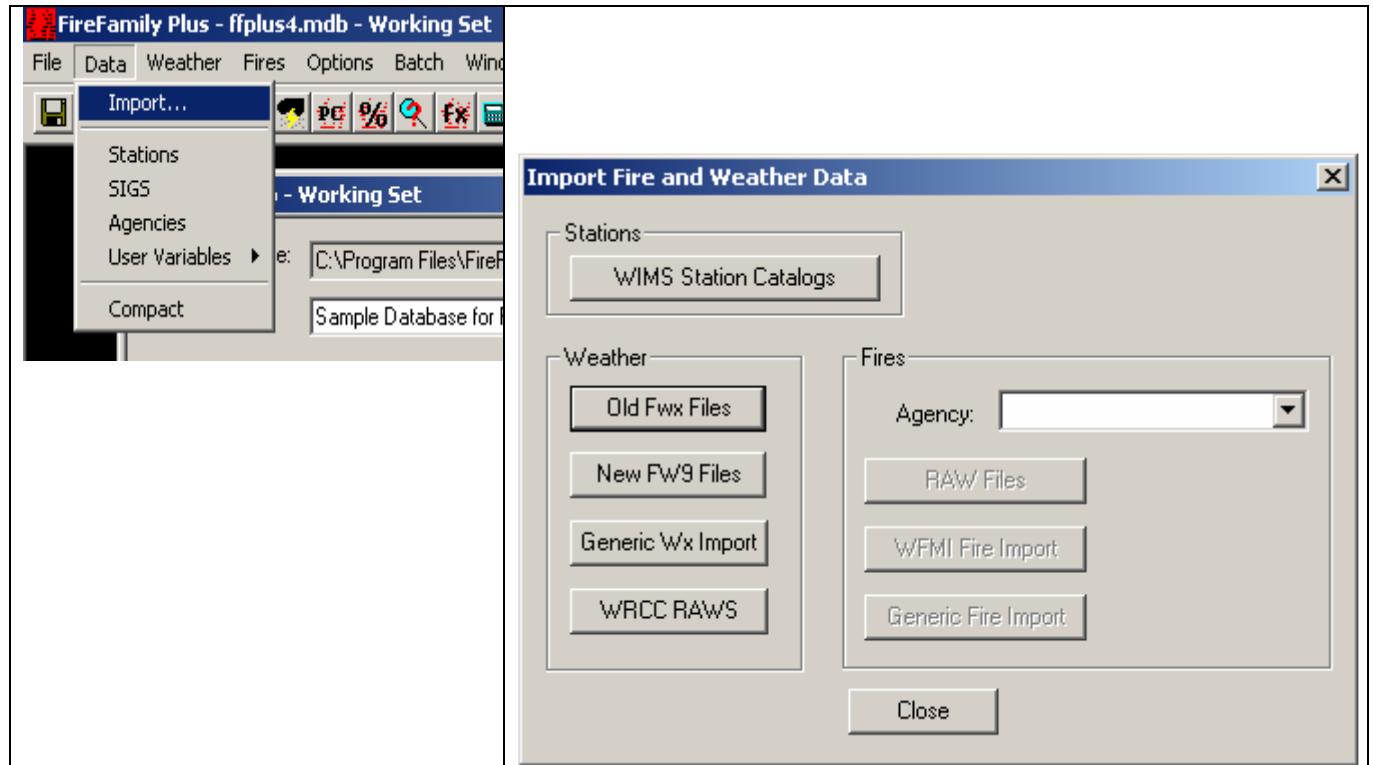 FireFamily Plus - ffplus4.mdb - Working Set
File Data Weather Fires Options Batch
Import...
PC % fx
Stations
SIGS
Agencies
User Variables
Compact
- Working Set
e: C:\Program Files\Fire
Sample Database for
Import Fire and Weather Data
Stations
WIMS Station Catalogs
Weather
Old Fwx Files
New FW9 Files
Generic Wx Import
WRCC RAWS
Fires
Agency:
RAW Files
WFMI Fire Import
Generic Fire Import
Close